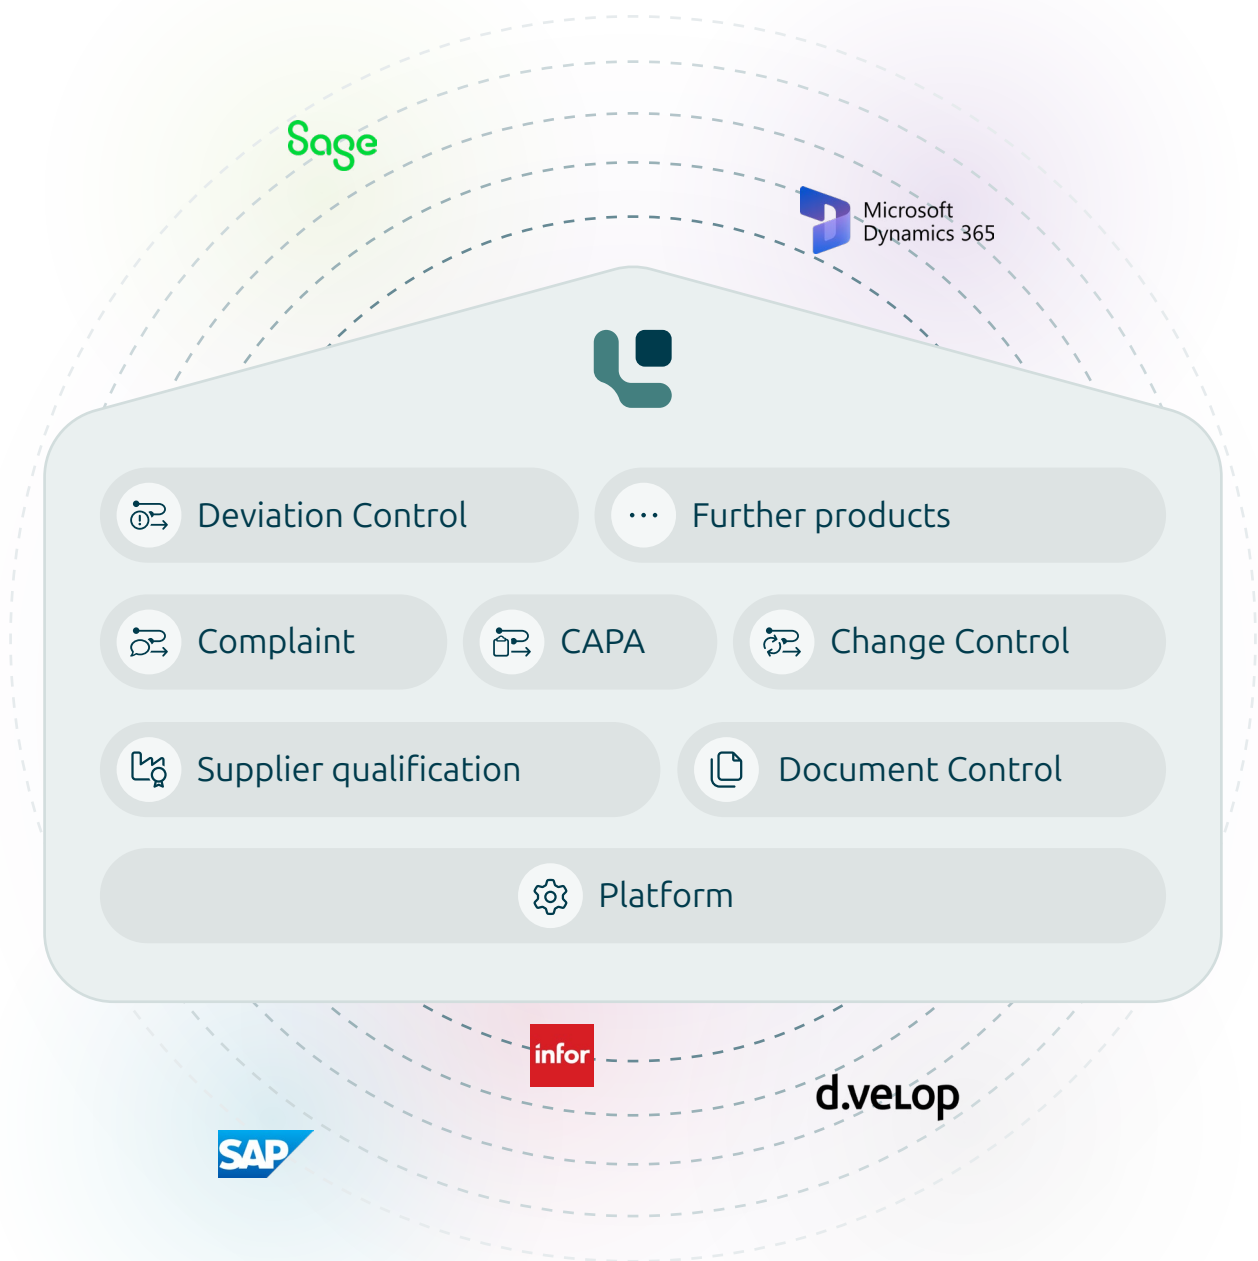 Sage
Microsoft
Dynamics 365
Deviation Control
Further products
Complaint
CAPA
Change Control
Supplier qualification
Document Control
Platform
infor
d.velop
SAP